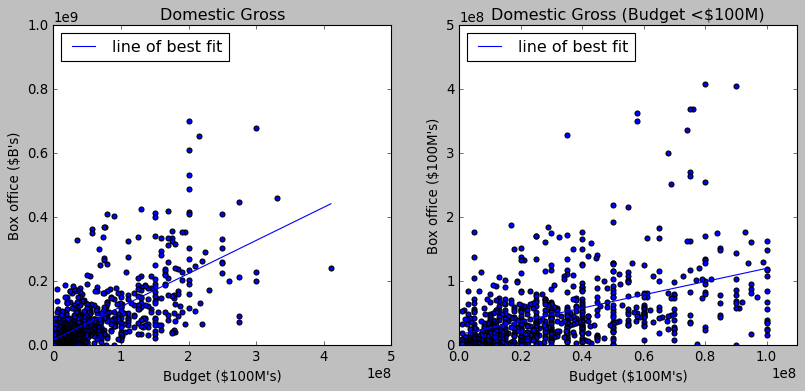 Domestic Gross
1e9
line of best fit
1.0
0.8
0.6
0.4
0.2
0.0
Box office ($B's)
0 1 2 3 4 5
1e8
Budget ($100M's)
Domestic Gross (Budget <$100M)
1e8
line of best fit
5
4
3
2
1
0
Box office ($100M's)
0.0 0.2 0.4 0.6 0.8 1.0
1e8
Budget ($100M's)